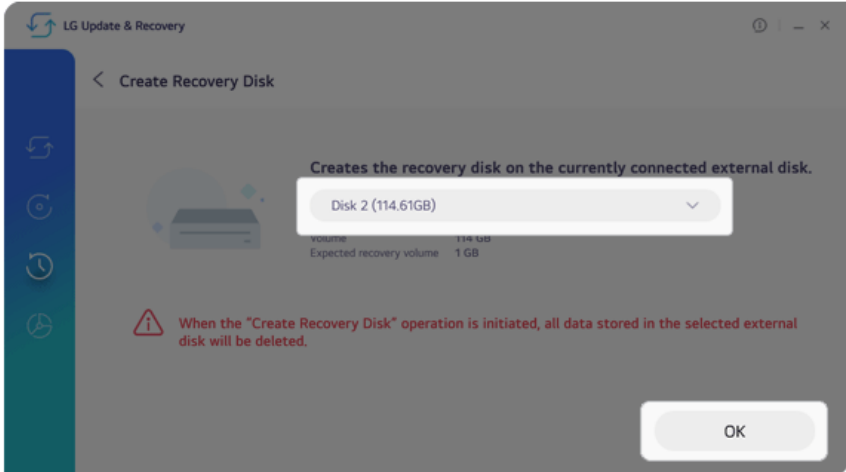 LG Update & Recovery
Create Recovery Disk
Creates the recovery disk on the currently connected external disk.
Disk 2 (114.61GB)
Volume 114 GB
Expected recovery volume 1 GB
When the "Create Recovery Disk" operation is initiated, all data stored in the selected external
disk will be deleted.
OK